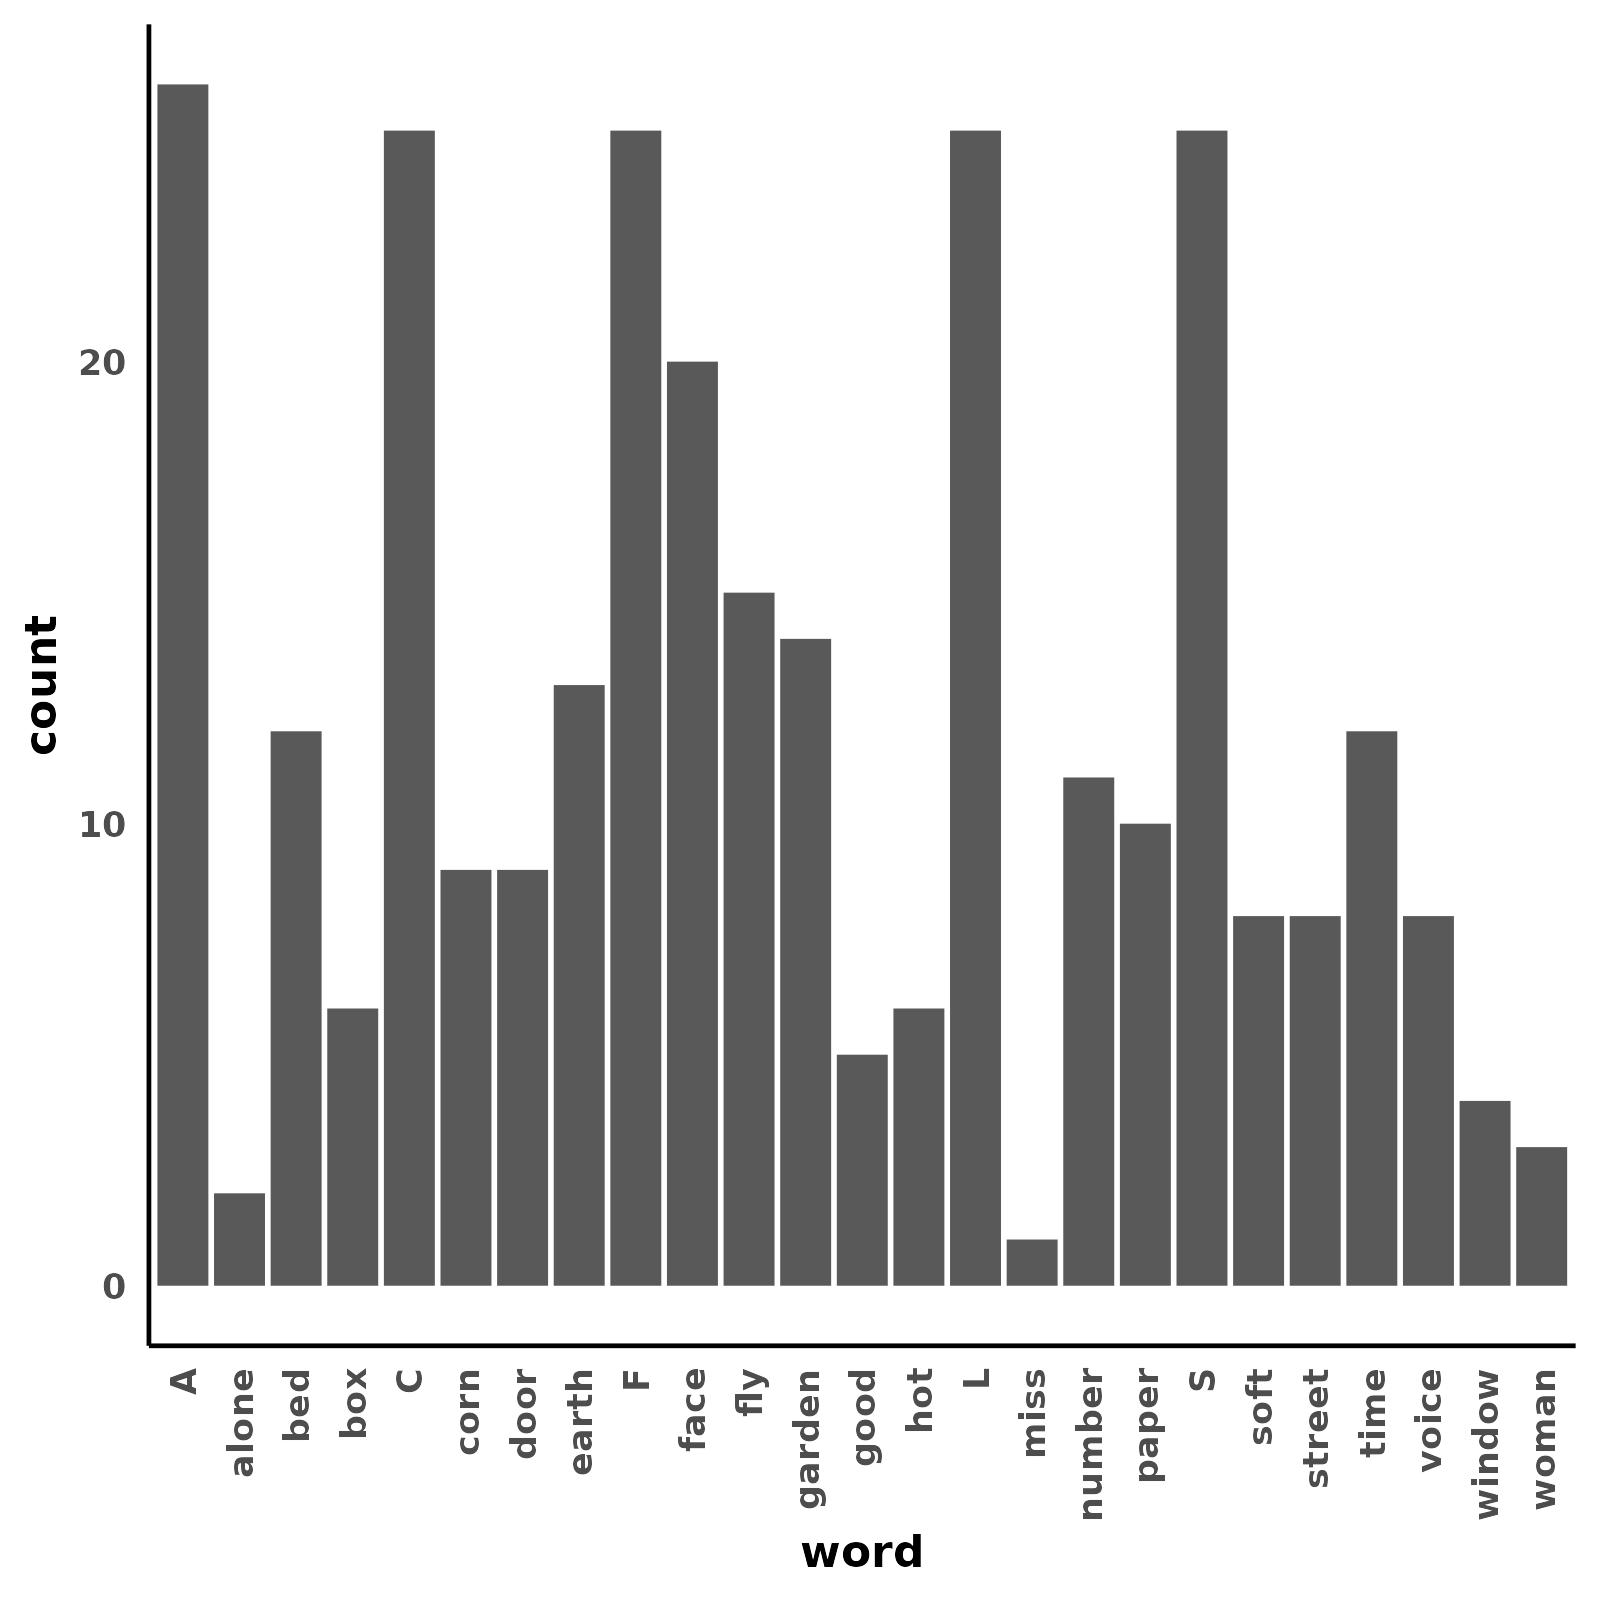 count
20
10
0
A alone bed box C corn door earth F face fly garden good hot L miss number paper S soft street time voice window woman
word